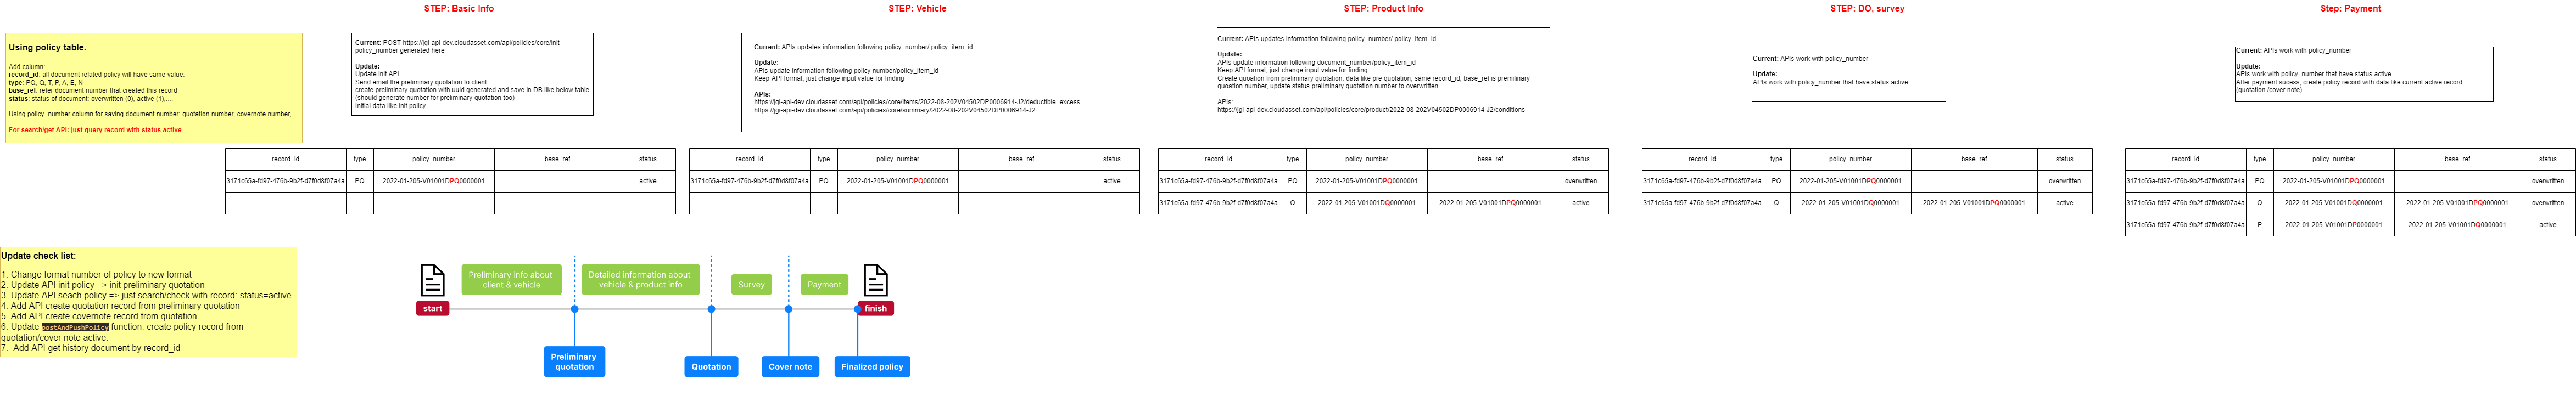 STEP: Basic Info
STEP: Vehicle
STEP: Product Info
STEP: DO, survey
Step: Payment
Using policy table.
Add column:
record_id: all document related policy will have same value.
type: PQ, Q, T, P, A, E, N
base_ref: refer document number that created this record
status: status of document: overwritten (0), active (1),....
Using policy_number column for saving document number: quotation number, covernote number,....
For search/get API: just query record with status active
Current: POST https://jgi-api-dev.cloudasset.com/api/policies/core/init
policy_number generated here
Update:
Update init API
Send email the preliminary quotation to client
create preliminary quotation with uuid generated and save in DB like below table
(should generate number for preliminary quotation too)
Initial data like init policy
Current: APIs updates information following policy_number/ policy_item_id
Update:
APIs update information following policy number/policy_item_id
Keep API format, just change input value for finding
APIs:
https://jgi-api-dev.cloudasset.com/api/policies/core/items/2022-08-202V04502DP0006914-J2/deductible_excess
https://jgi-api-dev.cloudasset.com/api/policies/core/summary/2022-08-202V04502DP0006914-J2
....
Current: APIs updates information following policy_number/ policy_item_id
Update:
APIs update information following document_number/policy_item_id
Keep API format, just change input value for finding
Create quoation from preliminary quotation: data like pre quotation, same record_id, base_ref is premilinary
quoation number, update status preliminary quotation number to overwritten
APIs:
https://jgi-api-dev.cloudasset.com/api/policies/core/product/2022-08-202V04502DP0006914-J2/conditions
Current: APIs work with policy_number
Update:
APIs work with policy_number that have status active
Current: APIs work with policy_number
Update:
APIs work with policy_number that have status active
After payment sucess, create policy record with data like current active record
(quotation./cover note)
record_id type policy_number base_ref status
3171c65a-fd97-476b-9b2f-d7f0d8f07a4a PQ 2022-01-205-V01001DPQ0000001 active
record_id type policy_number base_ref status
3171c65a-fd97-476b-9b2f-d7f0d8f07a4a PQ 2022-01-205-V01001DPQ0000001 active
record_id type policy_number base_ref status
3171c65a-fd97-476b-9b2f-d7f0d8f07a4a PQ 2022-01-205-V01001DPQ0000001 overwritten
3171c65a-fd97-476b-9b2f-d7f0d8f07a4a Q 2022-01-205-V01001DQ0000001 2022-01-205-V01001DPQ0000001 active
record_id type policy_number base_ref status
3171c65a-fd97-476b-9b2f-d7f0d8f07a4a PQ 2022-01-205-V01001DPQ0000001 overwritten
3171c65a-fd97-476b-9b2f-d7f0d8f07a4a Q 2022-01-205-V01001DQ0000001 2022-01-205-V01001DPQ0000001 active
record_id type policy_number base_ref status
3171c65a-fd97-476b-9b2f-d7f0d8f07a4a PQ 2022-01-205-V01001DPQ0000001 overwritten
3171c65a-fd97-476b-9b2f-d7f0d8f07a4a Q 2022-01-205-V01001DQ0000001 2022-01-205-V01001DPQ0000001 overwritten
3171c65a-fd97-476b-9b2f-d7f0d8f07a4a P 2022-01-205-V01001DP0000001 2022-01-205-V01001DQ0000001 active
Update check list:
1. Change format number of policy to new format
2. Update API init policy => init preliminary quotation
3. Update API seach policy => just search/check with record: status=active
4. Add API create quotation record from preliminary quotation
5. Add API create covernote record from quotation
6. Update postAndPushPolicy function: create policy record from
quotation/cover note active.
7. Add API get history document by record_id
Preliminary info about
client & vehicle
Detailed information about
vehicle & product info
Survey
Payment
start
finish
Preliminary
quotation
Quotation
Cover note
Finalized policy